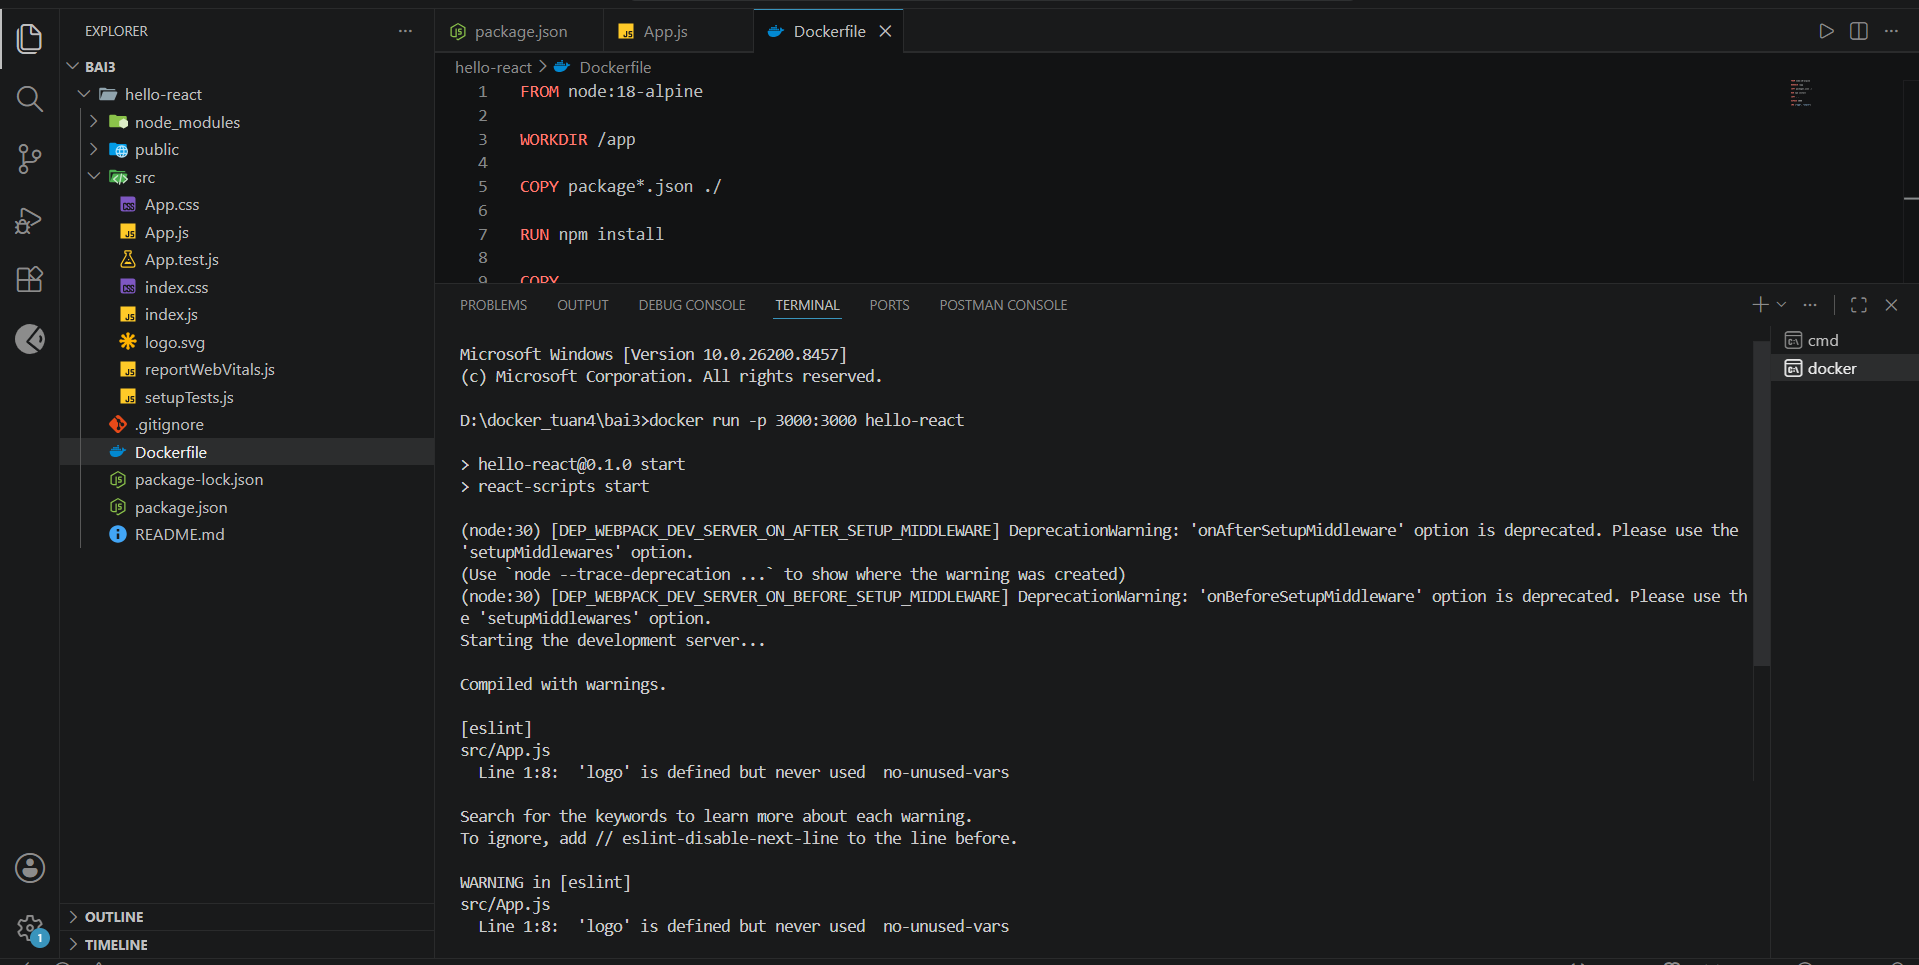 EXPLORER
BAI3
hello-react
node_modules
public
src
App.css
App.js
App.test.js
index.css
index.js
logo.svg
reportWebVitals.js
setupTests.js
.gitignore
Dockerfile
package-lock.json
package.json
README.md
OUTLINE
TIMELINE
1
package.json
App.js
Dockerfile
hello-react > Dockerfile
1 FROM node:18-alpine
2
3 WORKDIR /app
4
5 COPY package*.json ./
6
7 RUN npm install
8
9 COPY
PROBLEMS OUTPUT DEBUG CONSOLE TERMINAL PORTS POSTMAN CONSOLE
Microsoft Windows [Version 10.0.26200.8457]
(c) Microsoft Corporation. All rights reserved.
D:\docker_tuan4\bai3>docker run -p 3000:3000 hello-react
> hello-react@0.1.0 start
> react-scripts start
(node:30) [DEP_WEBPACK_DEV_SERVER_ON_AFTER_SETUP_MIDDLEWARE] DeprecationWarning: 'onAfterSetupMiddleware' option is deprecated. Please use the
'setupMiddlewares' option.
(Use `node --trace-deprecation ...` to show where the warning was created)
(node:30) [DEP_WEBPACK_DEV_SERVER_ON_BEFORE_SETUP_MIDDLEWARE] DeprecationWarning: 'onBeforeSetupMiddleware' option is deprecated. Please use th
e 'setupMiddlewares' option.
Starting the development server...
Compiled with warnings.
[eslint]
src/App.js
Line 1:8: 'logo' is defined but never used no-unused-vars
Search for the keywords to learn more about each warning.
To ignore, add // eslint-disable-next-line to the line before.
WARNING in [eslint]
src/App.js
Line 1:8: 'logo' is defined but never used no-unused-vars
cmd
docker